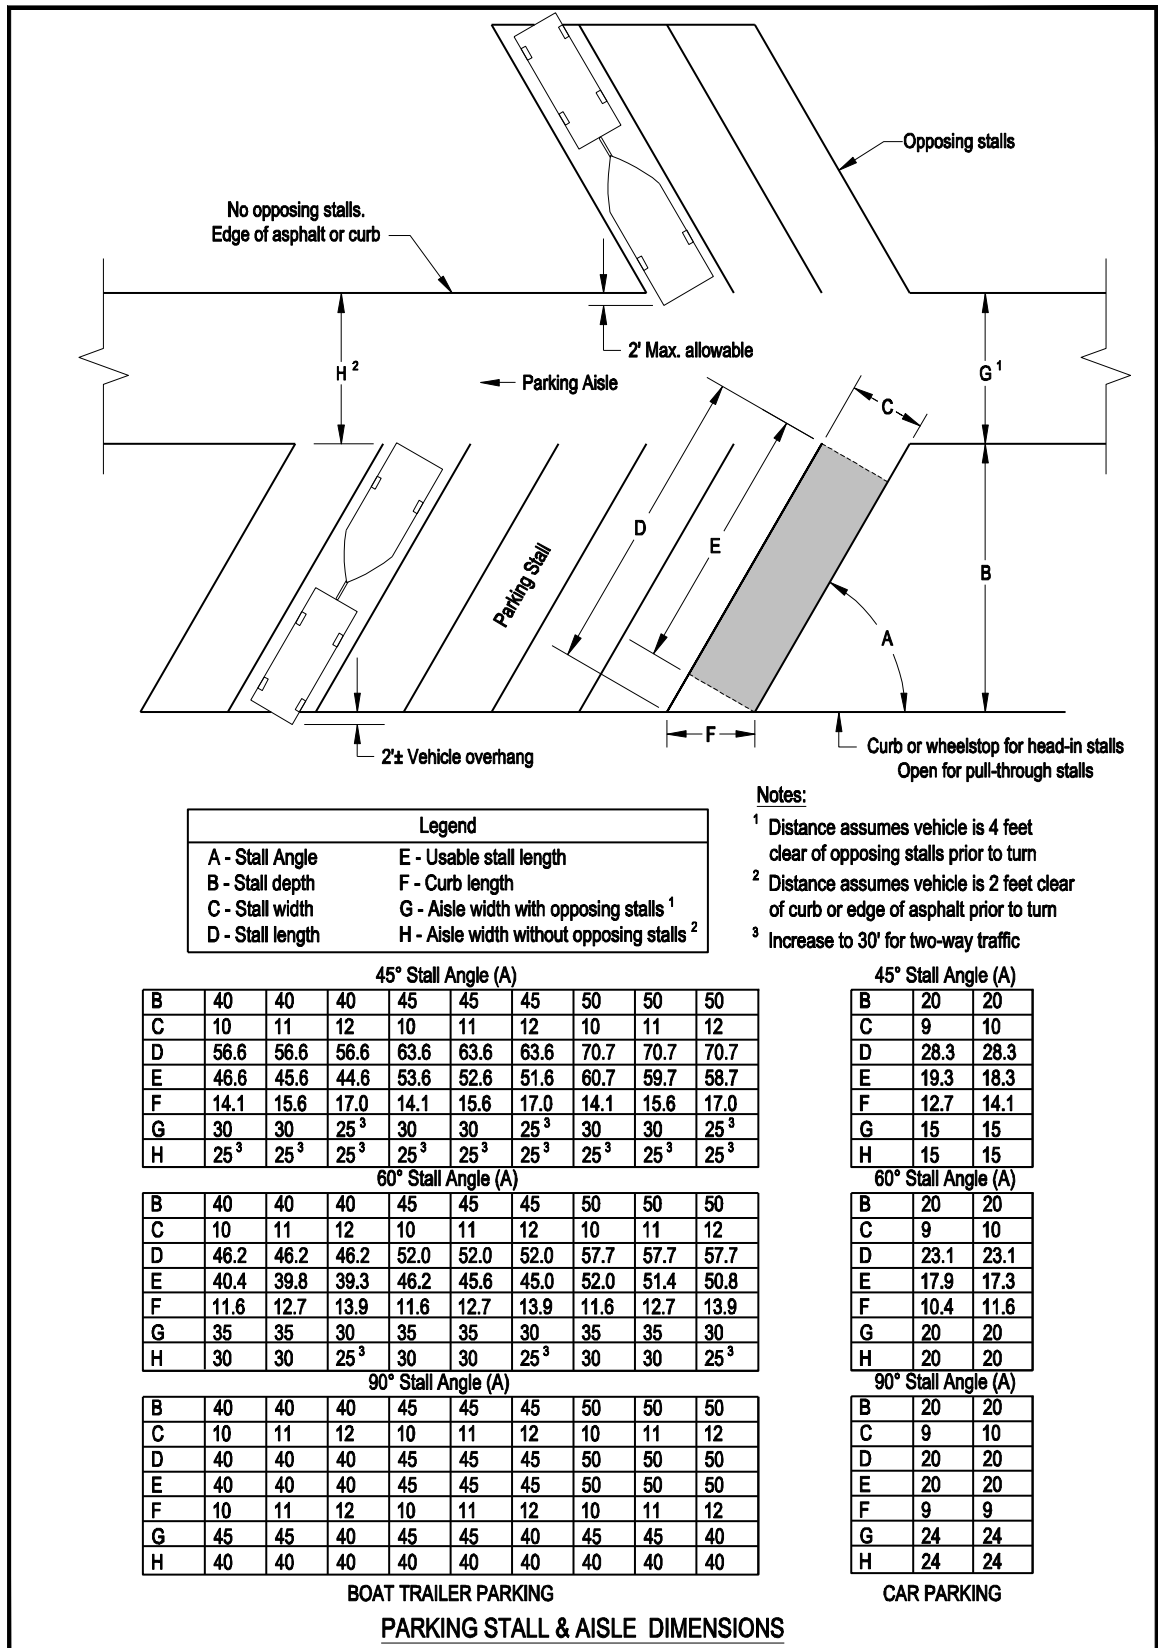 Opposing stalls
No opposing stalls.
Edge of asphalt or curb
2' Max. allowable
H ²
G ¹
Parking Aisle
C
D
E
B
Parking Stall
A
F
2'± Vehicle overhang
Curb or wheelstop for head-in stalls
Open for pull-through stalls
Legend
A - Stall Angle
B - Stall depth
C - Stall width
D - Stall length
E - Usable stall length
F - Curb length
G - Aisle width with opposing stalls ¹
H - Aisle width without opposing stalls ²
Notes:
¹ Distance assumes vehicle is 4 feet
clear of opposing stalls prior to turn
² Distance assumes vehicle is 2 feet clear
of curb or edge of asphalt prior to turn
³ Increase to 30' for two-way traffic
45° Stall Angle (A)
B 40 40 40 45 45 45 50 50 50
C 10 11 12 10 11 12 10 11 12
D 56.6 56.6 56.6 63.6 63.6 63.6 70.7 70.7 70.7
E 46.6 45.6 44.6 53.6 52.6 51.6 60.7 59.7 58.7
F 14.1 15.6 17.0 14.1 15.6 17.0 14.1 15.6 17.0
G 30 30 25 ³ 30 30 25 ³ 30 30 25 ³
H 25 ³ 25 ³ 25 ³ 25 ³ 25 ³ 25 ³ 25 ³ 25 ³ 25 ³
60° Stall Angle (A)
B 40 40 40 45 45 45 50 50 50
C 10 11 12 10 11 12 10 11 12
D 46.2 46.2 46.2 52.0 52.0 52.0 57.7 57.7 57.7
E 40.4 39.8 39.3 46.2 45.6 45.0 52.0 51.4 50.8
F 11.6 12.7 13.9 11.6 12.7 13.9 11.6 12.7 13.9
G 35 35 30 35 35 30 35 35 30
H 30 30 25 ³ 30 30 25 ³ 30 30 25 ³
90° Stall Angle (A)
B 40 40 40 45 45 45 50 50 50
C 10 11 12 10 11 12 10 11 12
D 40 40 40 45 45 45 50 50 50
E 40 40 40 45 45 45 50 50 50
F 10 11 12 10 11 12 10 11 12
G 45 45 40 45 45 40 45 45 40
H 40 40 40 40 40 40 40 40 40
BOAT TRAILER PARKING
45° Stall Angle (A)
B 20 20
C 9 10
D 28.3 28.3
E 19.3 18.3
F 12.7 14.1
G 15 15
H 15 15
60° Stall Angle (A)
B 20 20
C 9 10
D 23.1 23.1
E 17.9 17.3
F 10.4 11.6
G 20 20
H 20 20
90° Stall Angle (A)
B 20 20
C 9 10
D 20 20
E 20 20
F 9 9
G 24 24
H 24 24
CAR PARKING
PARKING STALL & AISLE DIMENSIONS